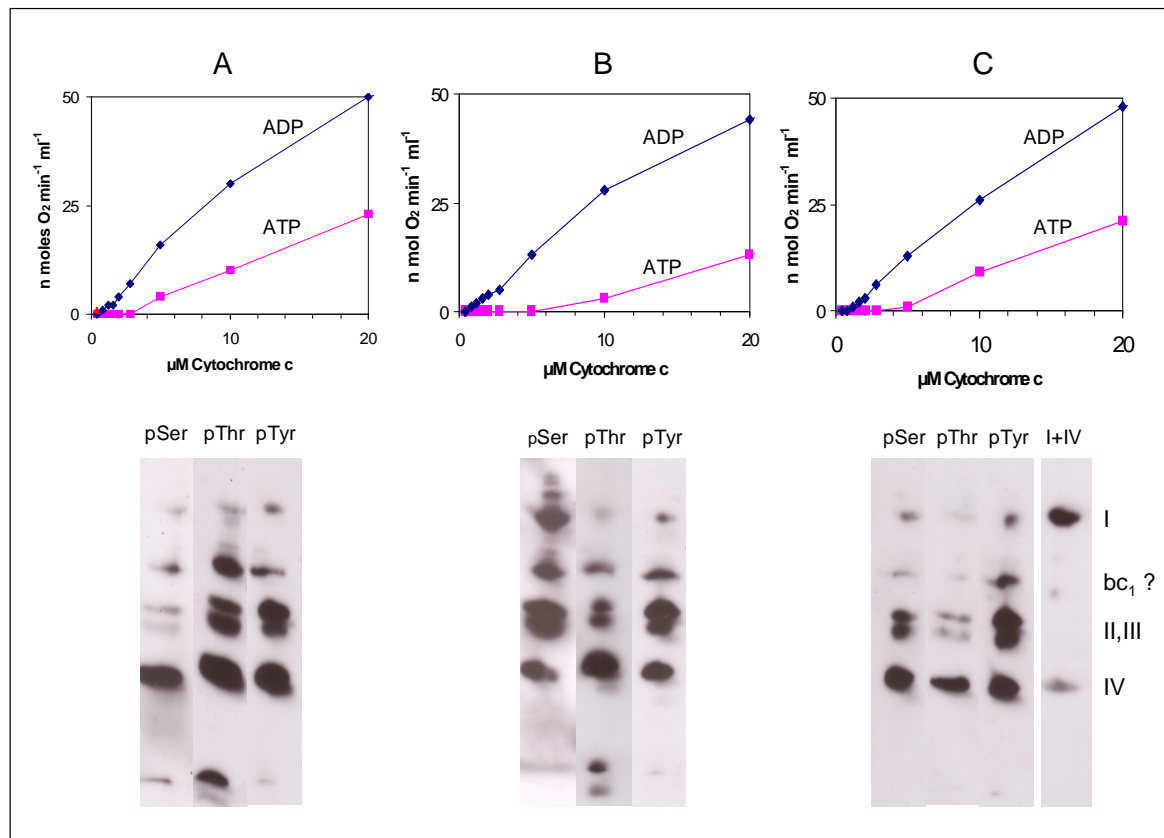 A
50
25
0
0 10 20
n moles O₂ min⁻¹ ml⁻¹
µM Cytochrome c
ADP
ATP
B
50
25
0
0 10 20
n mol O₂ min⁻¹ ml⁻¹
µM Cytochrome c
ADP
ATP
C
50
25
0
0 10 20
n mol O₂ min⁻¹ ml⁻¹
µM Cytochrome c
ADP
ATP
pSer pThr pTyr
pSer pThr pTyr
pSer pThr pTyr I+IV
I
bc₁ ?
II,III
IV